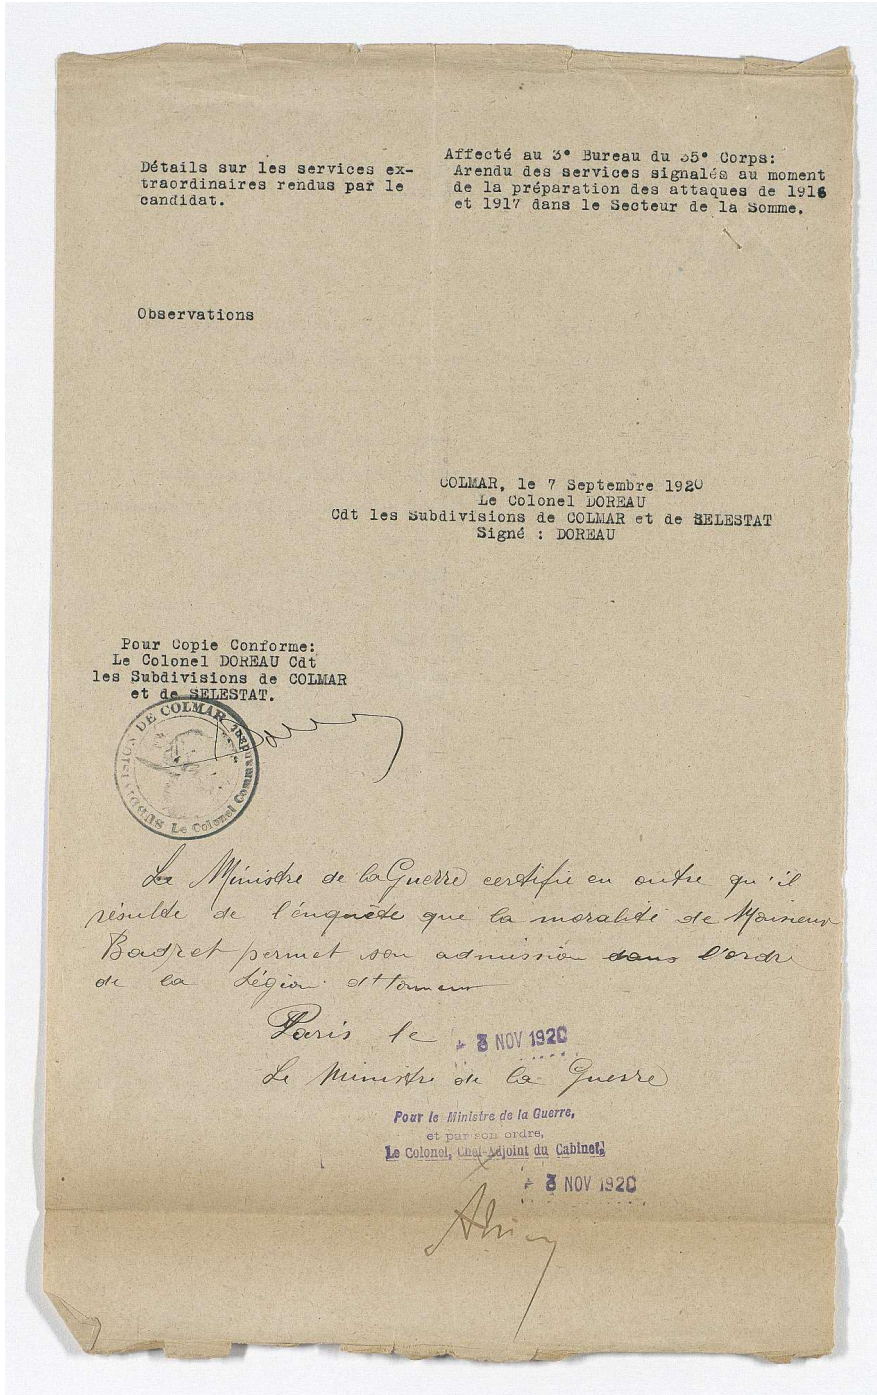 Détails sur les services ex-
traordinaires rendus par le
candidat.
Affecté au 3° Bureau du 35° Corps:
Arendu des services signalés au moment
de la préparation des attaques de 1916
et 1917 dans le Secteur de la Somme.
Observations
COLMAR, le 7 Septembre 1920
Le Colonel DOREAU
Cdt les Subdivisions de COLMAR et de SELESTAT
Signé : DOREAU
Pour Copie Conforme:
Le Colonel DOREAU Cdt
les Subdivisions de COLMAR
et de SELESTAT.
SUBDIVISION DE COLMAR
Le Colonel Commandant
Le Ministre de la Guerre certifie en outre qu'il
résulte de l'enquête que la moralité de Monsieur
Badret permet son admission dans l'ordre
de la Légion d'Honneur
Paris le 3 NOV 1920
Le Ministre de la Guerre
Pour le Ministre de la Guerre,
et par son ordre,
Le Colonel, Chef-Adjoint du Cabinet,
3 NOV 1920